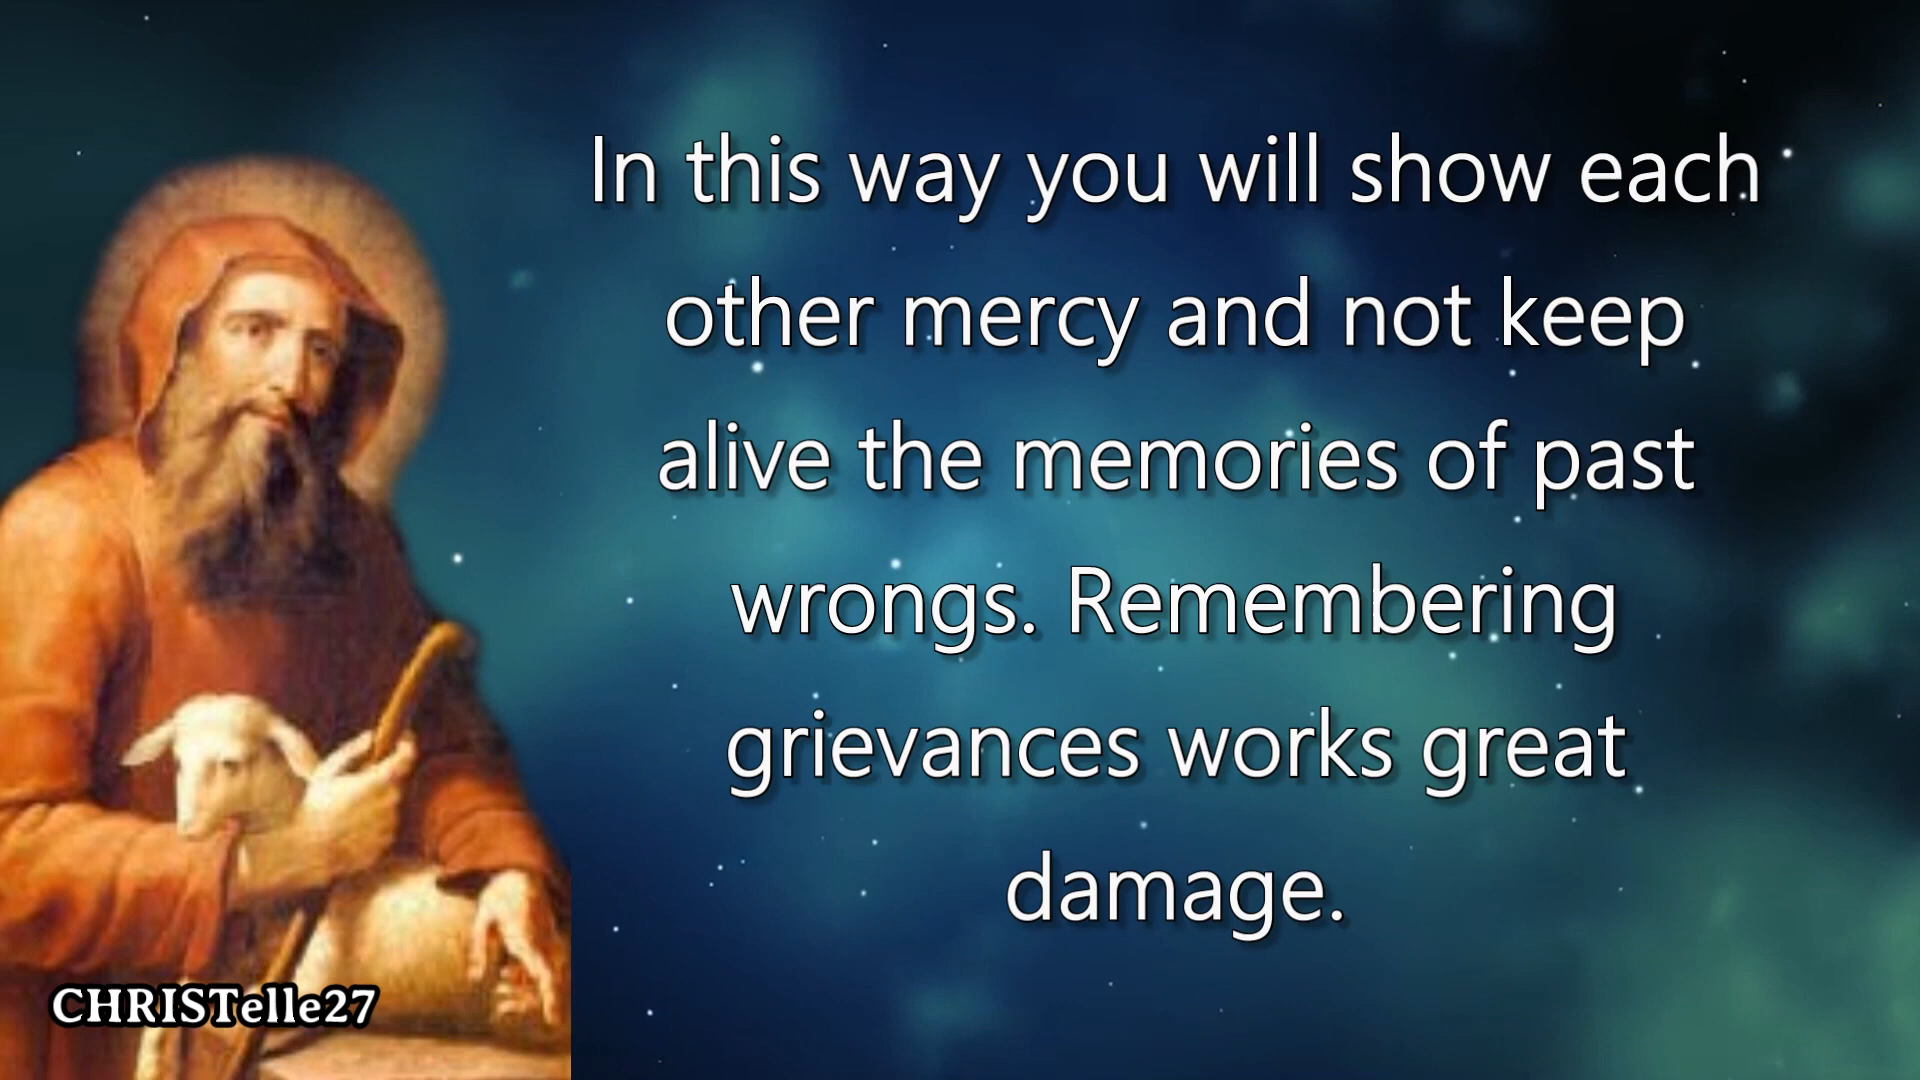 In this way you will show each
other mercy and not keep
alive the memories of past
wrongs. Remembering
grievances works great
damage.
CHRISTelle27